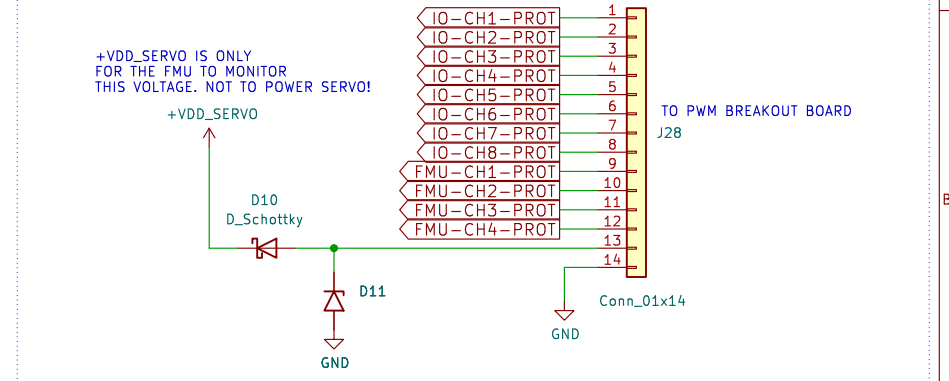 IO-CH1-PROT 1
IO-CH2-PROT 2
IO-CH3-PROT 3
IO-CH4-PROT 4
IO-CH5-PROT 5
IO-CH6-PROT 6
IO-CH7-PROT 7
IO-CH8-PROT 8
FMU-CH1-PROT 9
FMU-CH2-PROT 10
FMU-CH3-PROT 11
FMU-CH4-PROT 12
13
14
+VDD_SERVO IS ONLY
FOR THE FMU TO MONITOR
THIS VOLTAGE. NOT TO POWER SERVO!
+VDD_SERVO
TO PWM BREAKOUT BOARD
J28
D10
D_Schottky
D11
GND
Conn_01x14
GND
B